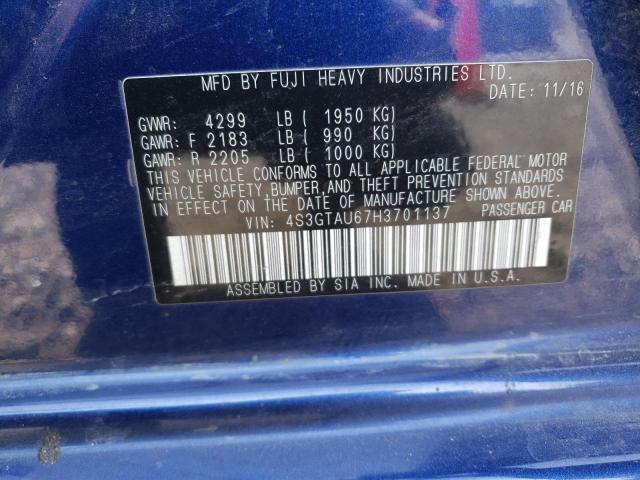 MFD BY FUJI HEAVY INDUSTRIES LTD.
DATE: 11/16
GVWR: 4299 LB ( 1950 KG)
GAWR: F 2183 LB ( 990 KG)
GAWR: R 2205 LB ( 1000 KG)
THIS VEHICLE CONFORMS TO ALL APPLICABLE FEDERAL MOTOR
VEHICLE SAFETY, BUMPER, AND THEFT PREVENTION STANDARDS
IN EFFECT ON THE DATE OF MANUFACTURE SHOWN ABOVE.
VIN: 4S3GTAU67H3701137 PASSENGER CAR
ASSEMBLED BY SIA INC. MADE IN U.S.A.